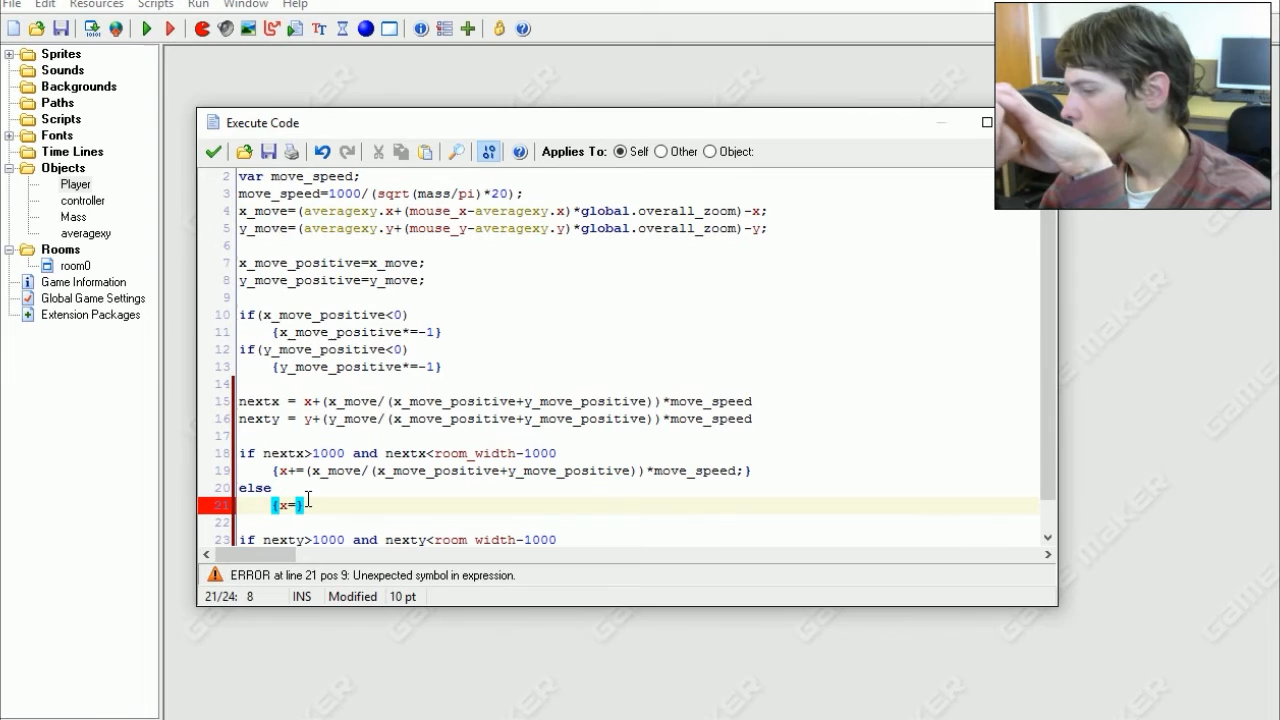 File Edit Resources Scripts Run Window Help
Sprites
Sounds
Backgrounds
Paths
Scripts
Fonts
Time Lines
Objects
Player
controller
Mass
averagexy
Rooms
room0
Game Information
Global Game Settings
Extension Packages
Execute Code
Applies To: Self Other Object:
2 var move_speed;
3 move_speed=1000/(sqrt(mass/pi)*20);
4 x_move=(averagexy.x+(mouse_x-averagexy.x)*global.overall_zoom)-x;
5 y_move=(averagexy.y+(mouse_y-averagexy.y)*global.overall_zoom)-y;
6
7 x_move_positive=x_move;
8 y_move_positive=y_move;
9
10 if(x_move_positive<0)
11 {x_move_positive*=-1}
12 if(y_move_positive<0)
13 {y_move_positive*=-1}
14
15 nextx = x+(x_move/(x_move_positive+y_move_positive))*move_speed
16 nexty = y+(y_move/(x_move_positive+y_move_positive))*move_speed
17
18 if nextx>1000 and nextx<room_width-1000
19 {x+=(x_move/(x_move_positive+y_move_positive))*move_speed;}
20 else
21 {x=}
22
23 if nexty>1000 and nexty<room_width-1000
ERROR at line 21 pos 9: Unexpected symbol in expression.
21/24: 8 INS Modified 10 pt
GAME MAKER